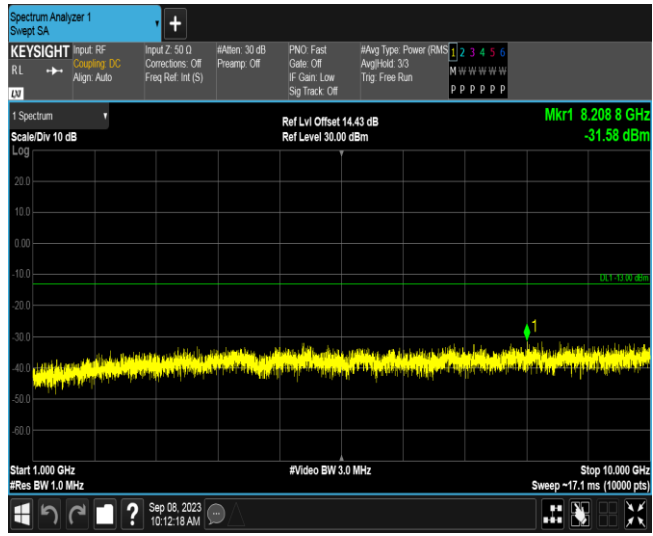 Spectrum Analyzer 1
Swept SA
+
KEYSIGHT
RL
Input: RF
Coupling: DC
Align: Auto
Input Z: 50 Ω
Corrections: Off
Freq Ref: Int (S)
#Atten: 30 dB
Preamp: Off
PNO: Fast
Gate: Off
IF Gain: Low
Sig Track: Off
#Avg Type: Power (RMS
Avg|Hold: 3/3
Trig: Free Run
1 2 3 4 5 6
M W W W W W
P P P P P P
LXI
1 Spectrum
Scale/Div 10 dB
Ref Lvl Offset 14.43 dB
Ref Level 30.00 dBm
Mkr1 8.208 8 GHz
-31.58 dBm
Log
20.0
10.0
0.00
-10.0
DL1 -13.00 dBm
-20.0
-30.0
1
-40.0
-50.0
-60.0
Start 1.000 GHz
#Res BW 1.0 MHz
#Video BW 3.0 MHz
Stop 10.000 GHz
Sweep ~17.1 ms (10000 pts)
?
Sep 08, 2023
10:12:18 AM